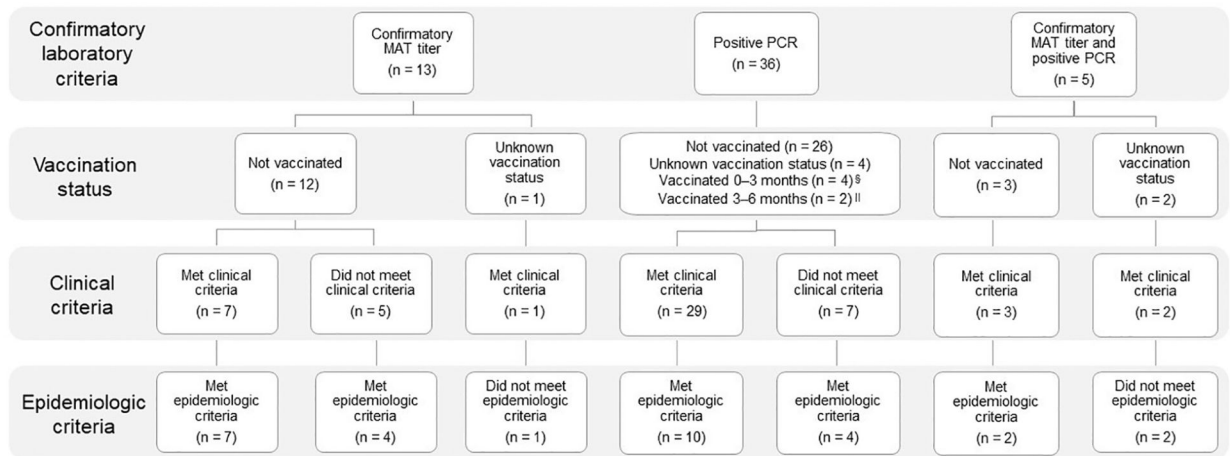 Confirmatory
laboratory
criteria
Confirmatory
MAT titer
(n = 13)
Positive PCR
(n = 36)
Confirmatory
MAT titer and
positive PCR
(n = 5)
Vaccination
status
Not vaccinated
(n = 12)
Unknown
vaccination
status
(n = 1)
Not vaccinated (n = 26)
Unknown vaccination status (n = 4)
Vaccinated 0–3 months (n = 4)§
Vaccinated 3–6 months (n = 2)||
Not vaccinated
(n = 3)
Unknown
vaccination
status
(n = 2)
Clinical
criteria
Met clinical
criteria
(n = 7)
Did not meet
clinical criteria
(n = 5)
Met clinical
criteria
(n = 1)
Met clinical
criteria
(n = 29)
Did not meet
clinical criteria
(n = 7)
Met clinical
criteria
(n = 3)
Met clinical
criteria
(n = 2)
Epidemiologic
criteria
Met
epidemiologic
criteria
(n = 7)
Met
epidemiologic
criteria
(n = 4)
Did not meet
epidemiologic
criteria
(n = 1)
Met
epidemiologic
criteria
(n = 10)
Met
epidemiologic
criteria
(n = 4)
Met
epidemiologic
criteria
(n = 2)
Did not meet
epidemiologic
criteria
(n = 2)